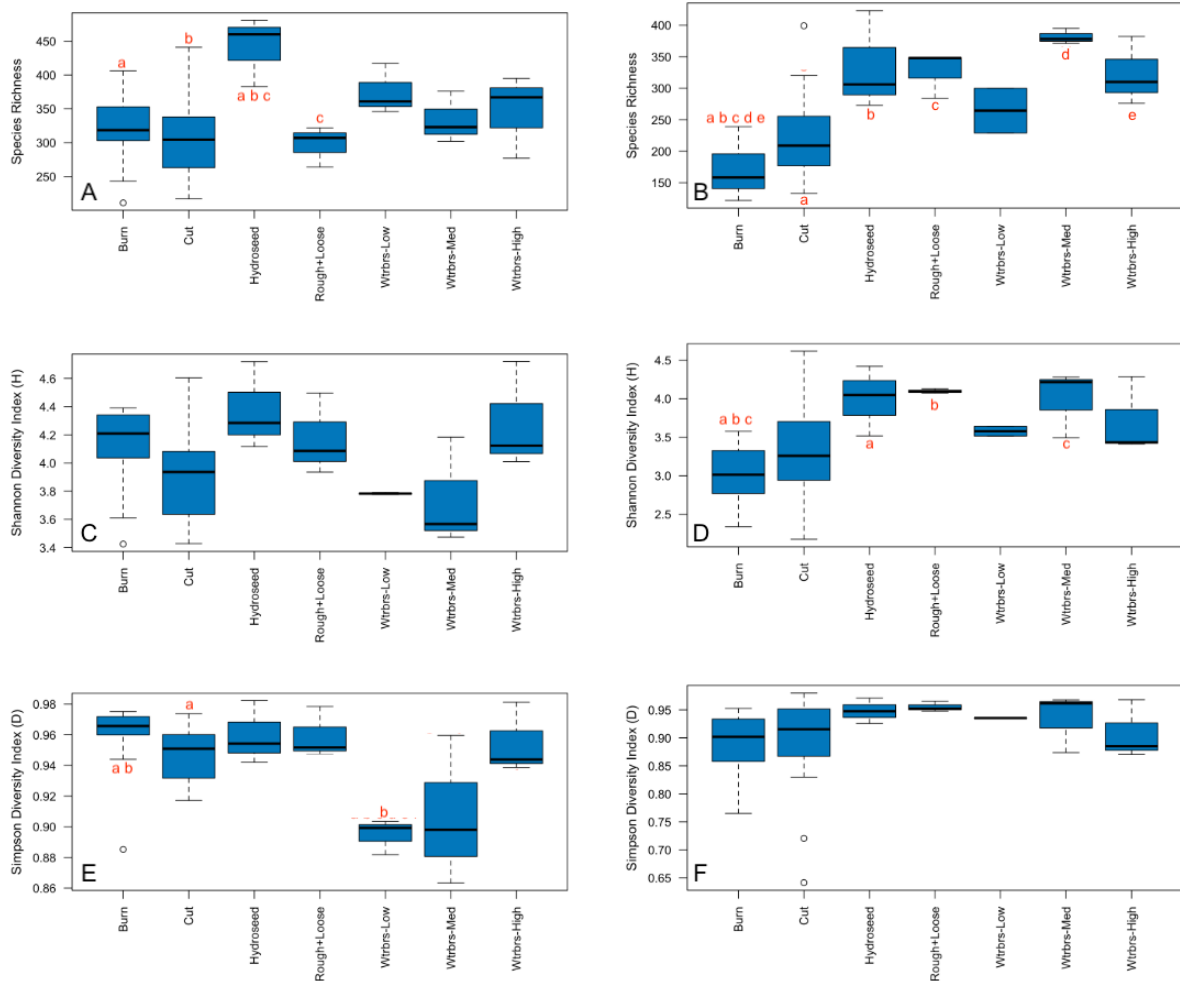 Species Richness
450
400
350
300
250
a
b
a b c
c
A
Burn
Cut
Hydroseed
Rough+Loose
Wtrbrs-Low
Wtrbrs-Med
Wtrbrs-High
Species Richness
400
350
300
250
200
150
a b c d e
a
b
c
d
e
B
Burn
Cut
Hydroseed
Rough+Loose
Wtrbrs-Low
Wtrbrs-Med
Wtrbrs-High
Shannon Diversity Index (H)
4.6
4.4
4.2
4.0
3.8
3.6
3.4
C
Burn
Cut
Hydroseed
Rough+Loose
Wtrbrs-Low
Wtrbrs-Med
Wtrbrs-High
Shannon Diversity Index (H)
4.5
4.0
3.5
3.0
2.5
a b c
a
b
c
D
Burn
Cut
Hydroseed
Rough+Loose
Wtrbrs-Low
Wtrbrs-Med
Wtrbrs-High
Simpson Diversity Index (D)
0.98
0.96
0.94
0.92
0.90
0.88
0.86
a b
a
b
E
Burn
Cut
Hydroseed
Rough+Loose
Wtrbrs-Low
Wtrbrs-Med
Wtrbrs-High
Simpson Diversity Index (D)
0.95
0.90
0.85
0.80
0.75
0.70
0.65
F
Burn
Cut
Hydroseed
Rough+Loose
Wtrbrs-Low
Wtrbrs-Med
Wtrbrs-High